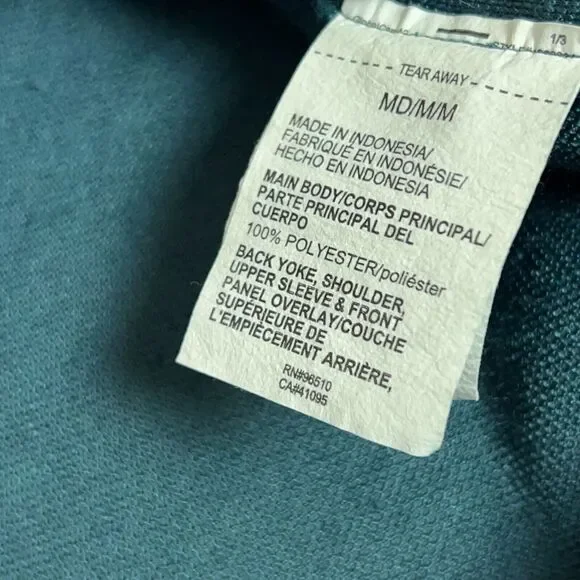 1/3
- - - - TEAR AWAY - - - - - - - - - -
MD/M/M
MADE IN INDONESIA/
FABRIQUÉ EN INDONÉSIE/
HECHO EN INDONESIA
MAIN BODY/CORPS PRINCIPAL/
PARTE PRINCIPAL DEL
CUERPO
100% POLYESTER/poliéster
BACK YOKE, SHOULDER,
UPPER SLEEVE & FRONT
PANEL OVERLAY/COUCHE
SUPÉRIEURE DE
L'EMPIÈCEMENT ARRIÈRE,
RN#96510
CA#41095